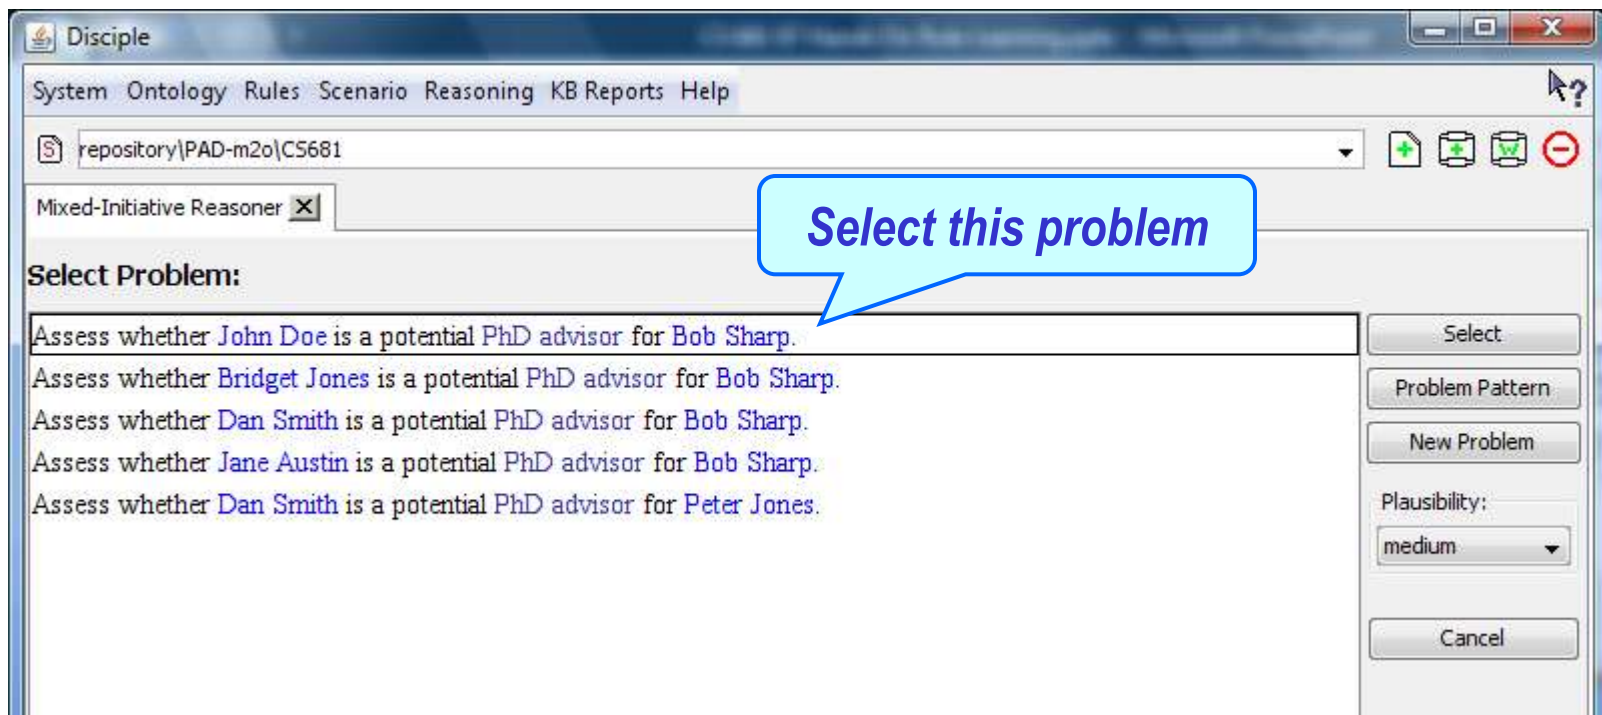 Disciple
System Ontology Rules Scenario Reasoning KB Reports Help
?
S repository\PAD-m2o\CS681
W
Mixed-Initiative Reasoner X
Select this problem
Select Problem:
Assess whether John Doe is a potential PhD advisor for Bob Sharp.
Assess whether Bridget Jones is a potential PhD advisor for Bob Sharp.
Assess whether Dan Smith is a potential PhD advisor for Bob Sharp.
Assess whether Jane Austin is a potential PhD advisor for Bob Sharp.
Assess whether Dan Smith is a potential PhD advisor for Peter Jones.
Select
Problem Pattern
New Problem
Plausibility:
medium
Cancel